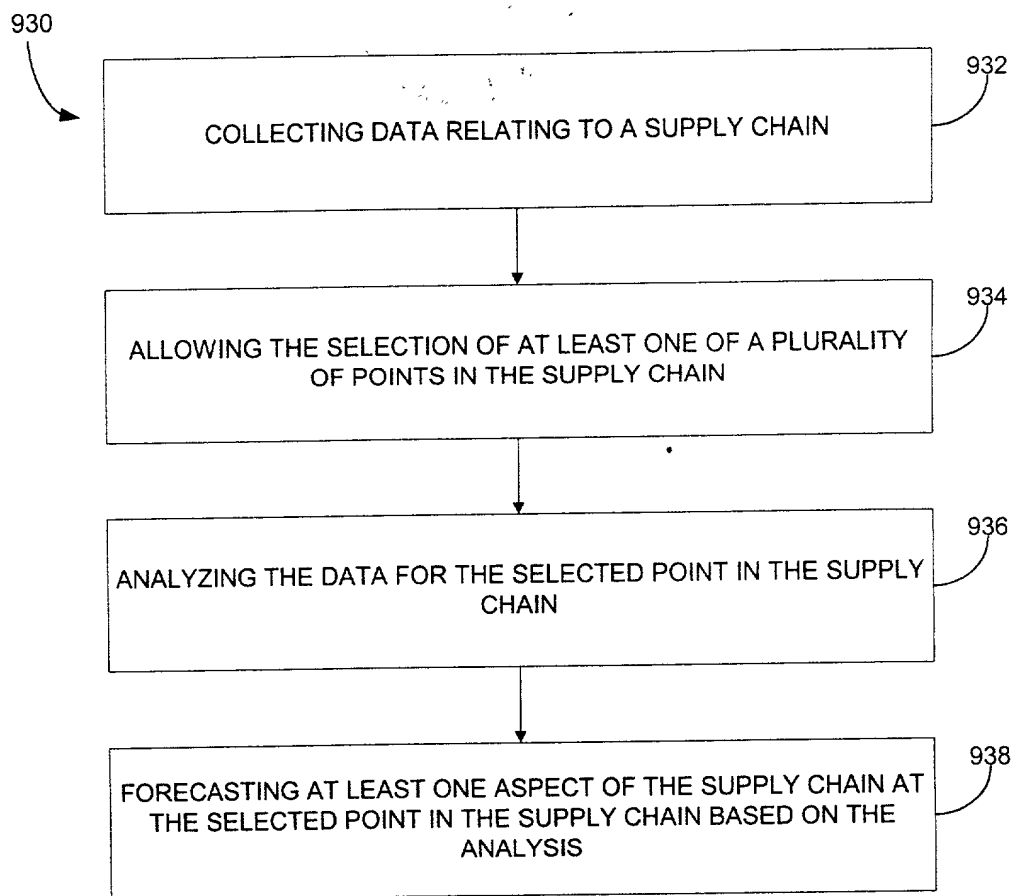 930
932
COLLECTING DATA RELATING TO A SUPPLY CHAIN
934
ALLOWING THE SELECTION OF AT LEAST ONE OF A PLURALITY
OF POINTS IN THE SUPPLY CHAIN
936
ANALYZING THE DATA FOR THE SELECTED POINT IN THE SUPPLY
CHAIN
938
FORECASTING AT LEAST ONE ASPECT OF THE SUPPLY CHAIN AT
THE SELECTED POINT IN THE SUPPLY CHAIN BASED ON THE
ANALYSIS